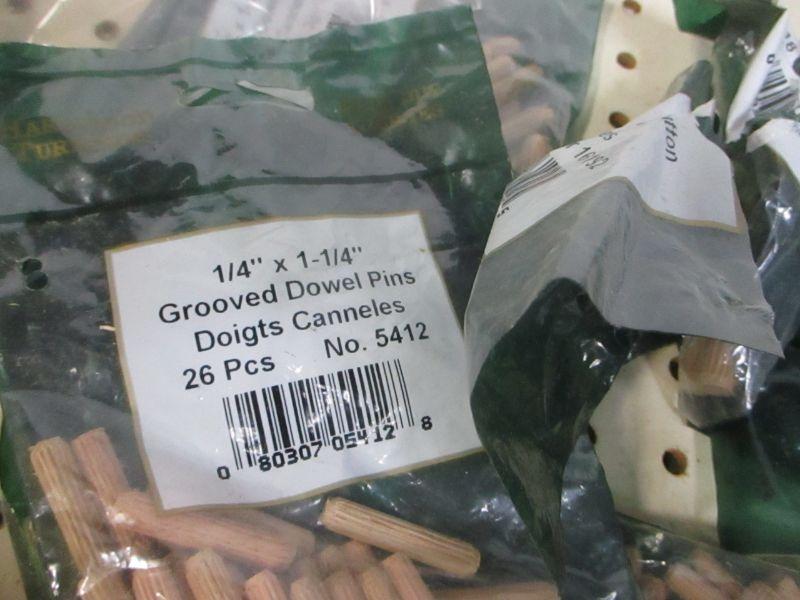 1/4" x 1-1/4"
Grooved Dowel Pins
Doigts Canneles
26 Pcs No. 5412
0 80307 05412 8